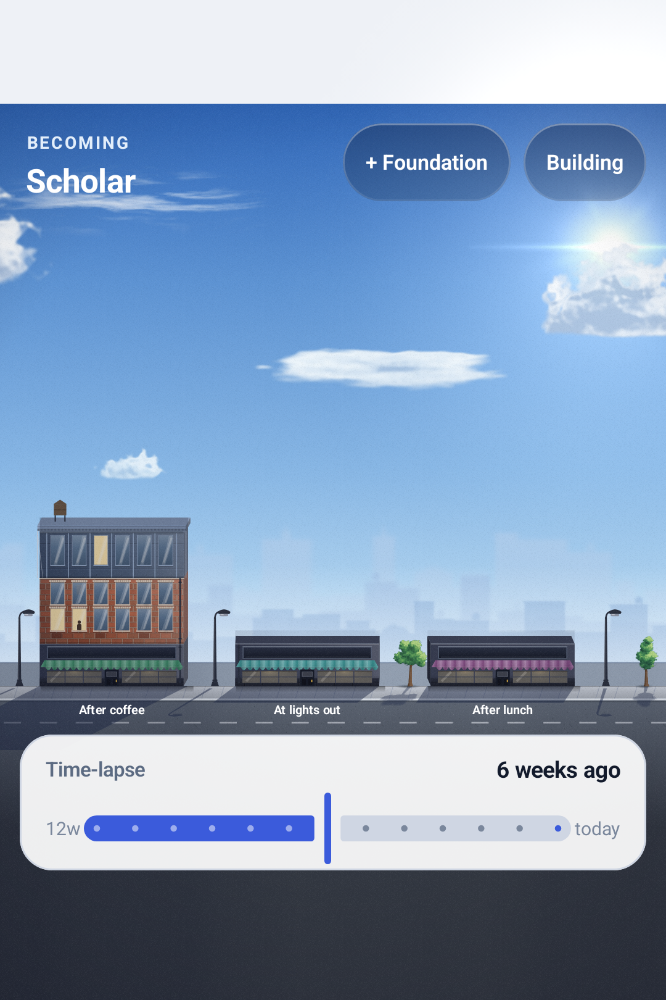 BECOMING
Scholar
+ Foundation
Building
After coffee
At lights out
After lunch
Time-lapse
6 weeks ago
12w
today